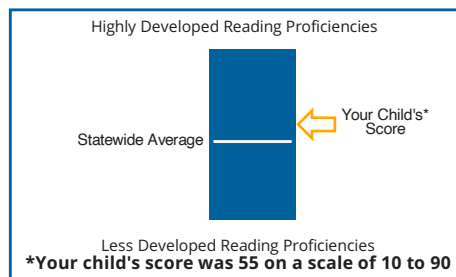 Highly Developed Reading Proficiencies
Your Child's*
Score
Statewide Average
Less Developed Reading Proficiencies
*Your child's score was 55 on a scale of 10 to 90